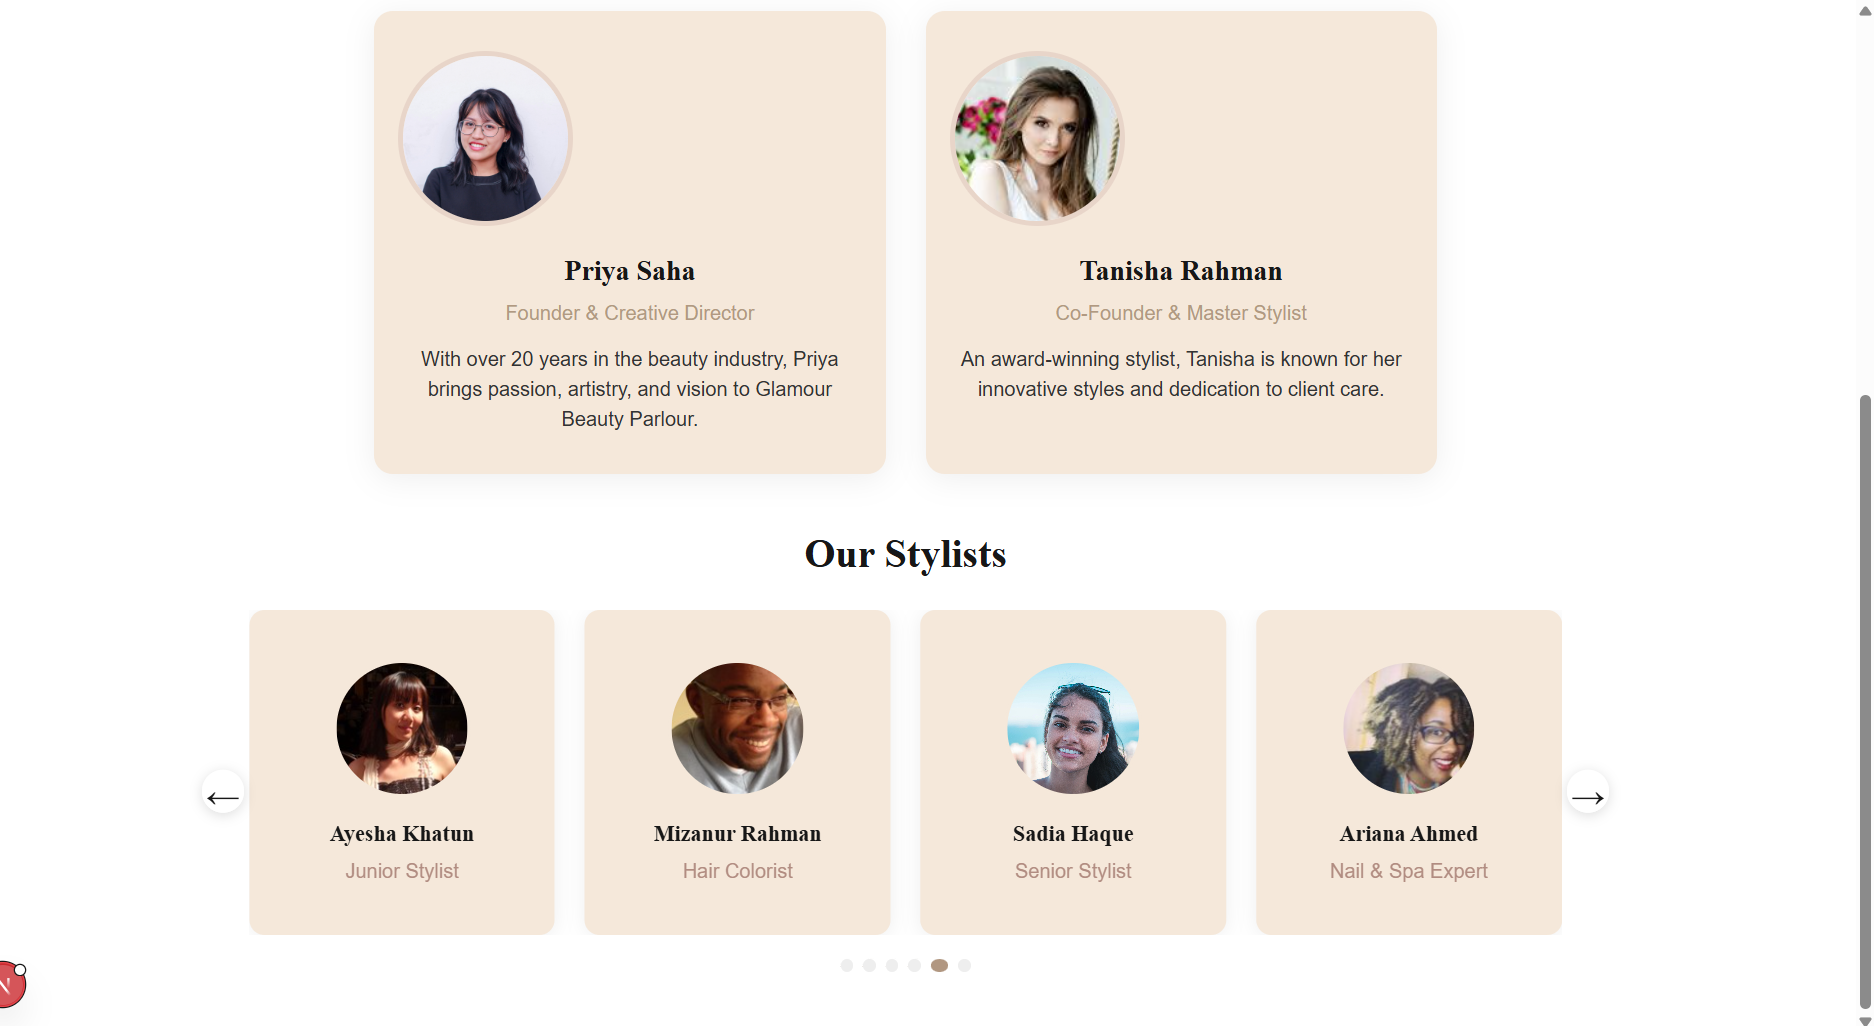 Priya Saha
Founder & Creative Director
With over 20 years in the beauty industry, Priya
brings passion, artistry, and vision to Glamour
Beauty Parlour.
Tanisha Rahman
Co-Founder & Master Stylist
An award-winning stylist, Tanisha is known for her
innovative styles and dedication to client care.
Our Stylists
←
Ayesha Khatun
Junior Stylist
Mizanur Rahman
Hair Colorist
Sadia Haque
Senior Stylist
Ariana Ahmed
Nail & Spa Expert
→
N